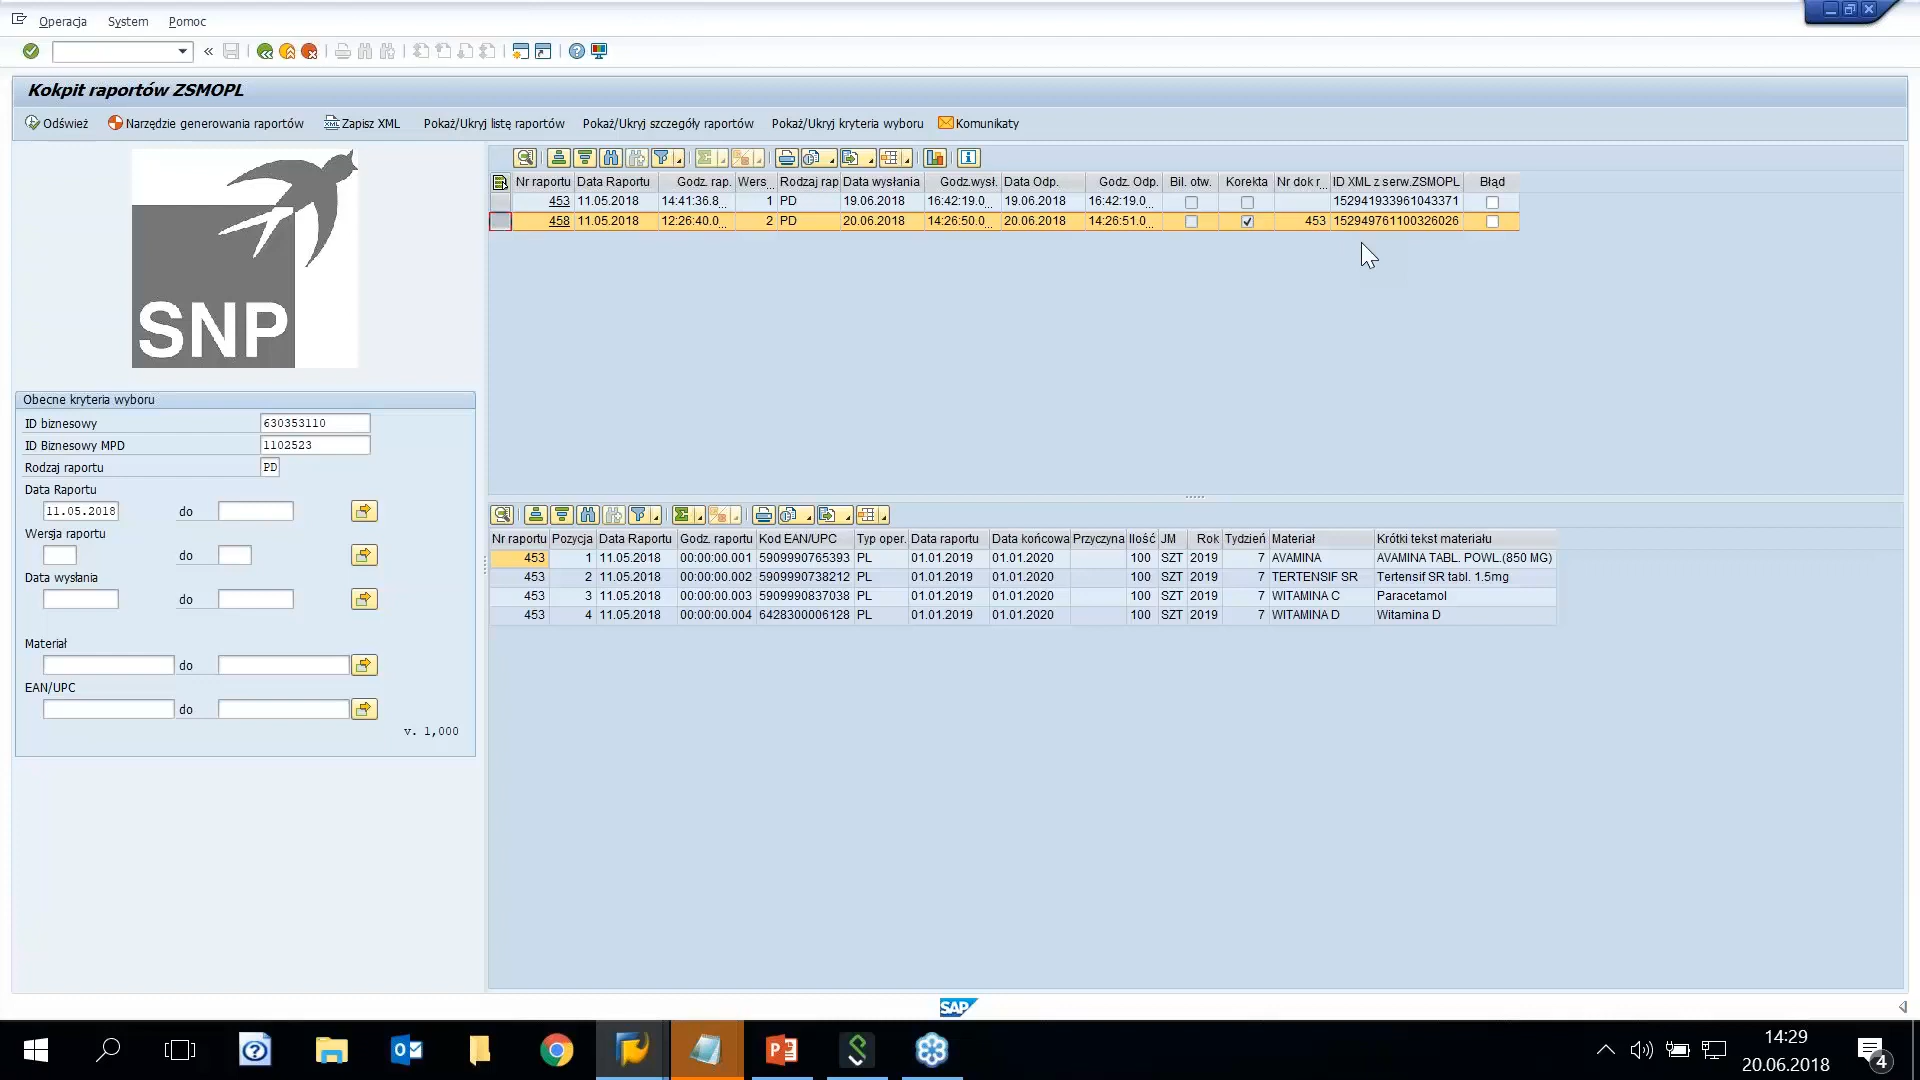 Operacja System Pomoc
Kokpit raportów ZSMOPL
Odśwież Narzędzie generowania raportów Zapisz XML Pokaż/Ukryj listę raportów Pokaż/Ukryj szczegóły raportów Pokaż/Ukryj kryteria wyboru Komunikaty
SNP
Obecne kryteria wyboru
ID biznesowy 630353110
ID Biznesowy MPD 1102523
Rodzaj raportu PD
Data Raportu
11.05.2018 do
Wersja raportu
do
Data wysłania
do
Materiał
do
EAN/UPC
do
v. 1,000
Nr raportu Data Raportu Godz. rap. Wers... Rodzaj rap Data wysłania Godz.wysł. Data Odp. Godz. Odp. Bil. otw. Korekta Nr dok r... ID XML z serw.ZSMOPL Błąd
453 11.05.2018 14:41:36.8... 1 PD 19.06.2018 16:42:19.0... 19.06.2018 16:42:19.0... 152941933961043371
458 11.05.2018 12:26:40.0... 2 PD 20.06.2018 14:26:50.0... 20.06.2018 14:26:51.0... 453 152949761100326026
Nr raportu Pozycja Data Raportu Godz. raportu Kod EAN/UPC Typ oper. Data raportu Data końcowa Przyczyna Ilość JM Rok Tydzień Materiał Krótki tekst materiału
453 1 11.05.2018 00:00:00.001 5909990765393 PL 01.01.2019 01.01.2020 100 SZT 2019 7 AVAMINA AVAMINA TABL. POWL.(850 MG)
453 2 11.05.2018 00:00:00.002 5909990738212 PL 01.01.2019 01.01.2020 100 SZT 2019 7 TERTENSIF SR Tertensif SR tabl. 1.5mg
453 3 11.05.2018 00:00:00.003 5909990837038 PL 01.01.2019 01.01.2020 100 SZT 2019 7 WITAMINA C Paracetamol
453 4 11.05.2018 00:00:00.004 6428300006128 PL 01.01.2019 01.01.2020 100 SZT 2019 7 WITAMINA D Witamina D
SAP
14:29
20.06.2018
4